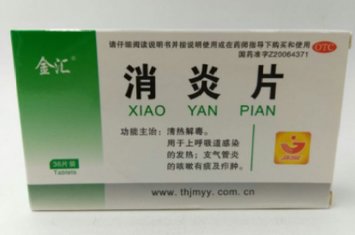 请仔细阅读说明书并按说明使用或在药师指导下购买和使用
国药准字Z20064371
OTC
金汇
消炎片
XIAO YAN PIAN
功能主治：清热解毒。
用于上呼吸道感染
的发热；支气管炎
的咳嗽有痰及疖肿。
36片装
Tablets
www.thjmyy.com.cn